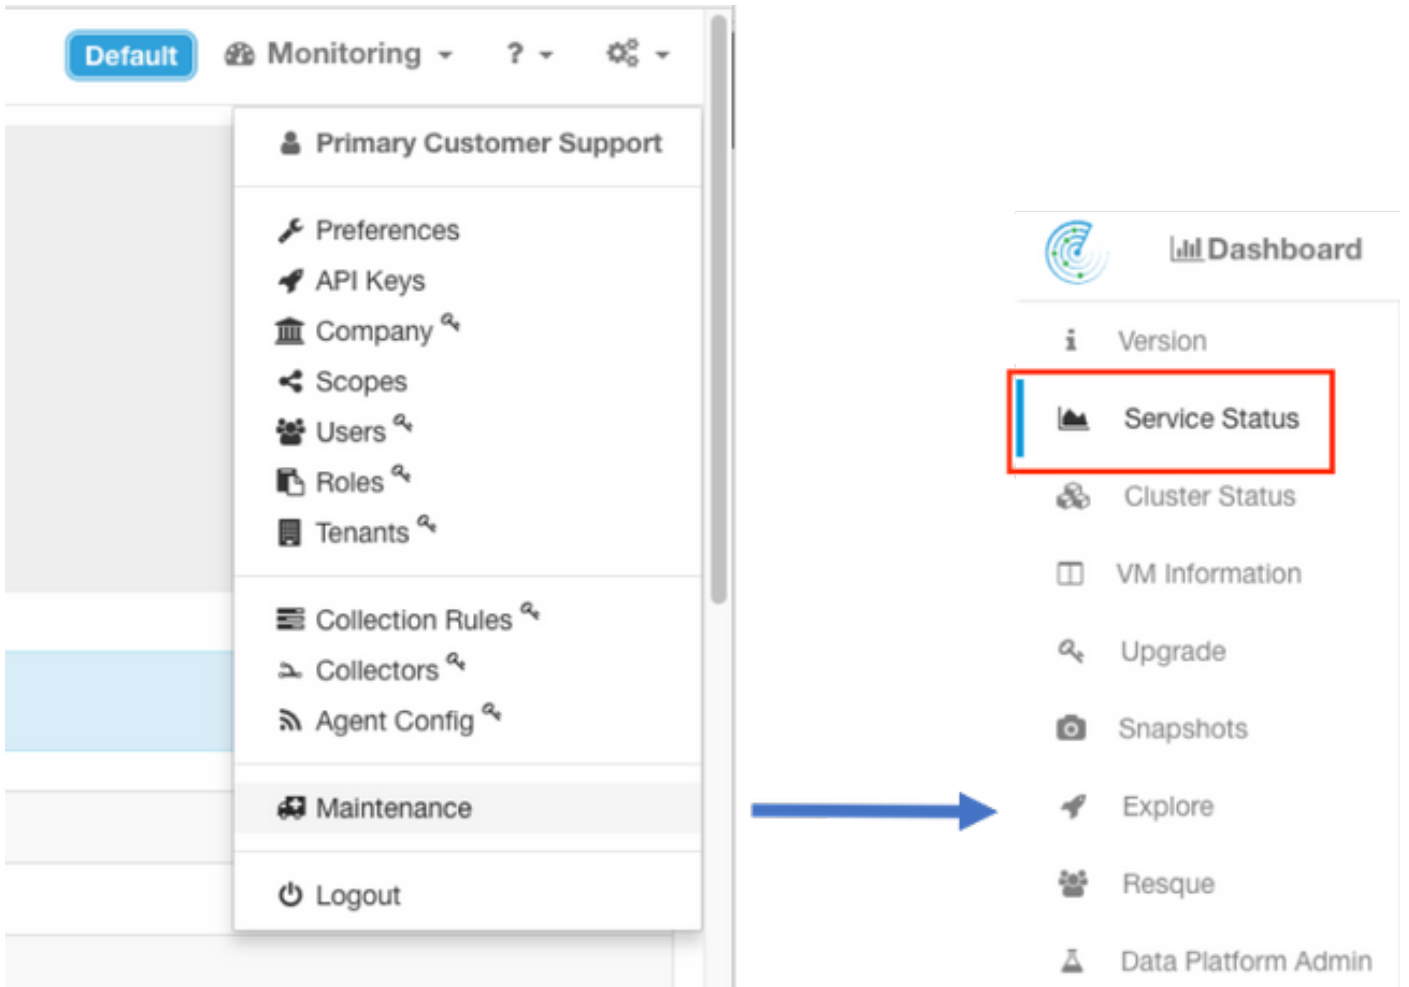 Default Monitoring ?
Primary Customer Support
Preferences
API Keys
Company
Scopes
Users
Roles
Tenants
Collection Rules
Collectors
Agent Config
Maintenance
Logout
Dashboard
Version
Service Status
Cluster Status
VM Information
Upgrade
Snapshots
Explore
Resque
Data Platform Admin